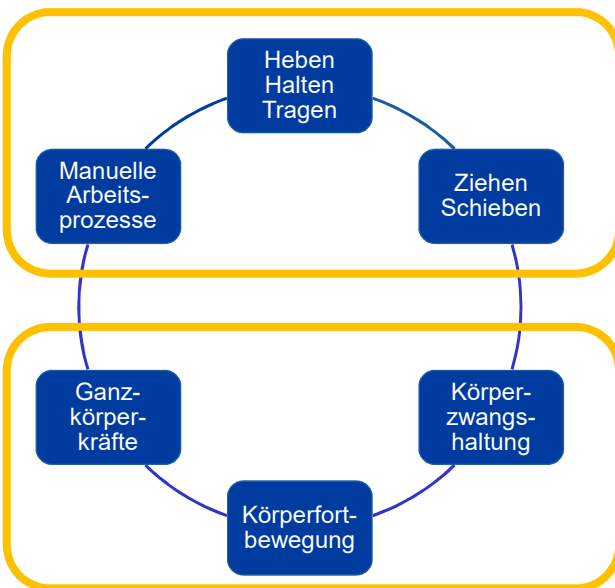 Heben
Halten
Tragen
Manuelle
Arbeits-
prozesse
Ziehen
Schieben
Ganz-
körper-
kräfte
Körper-
zwangs-
haltung
Körperfort-
bewegung